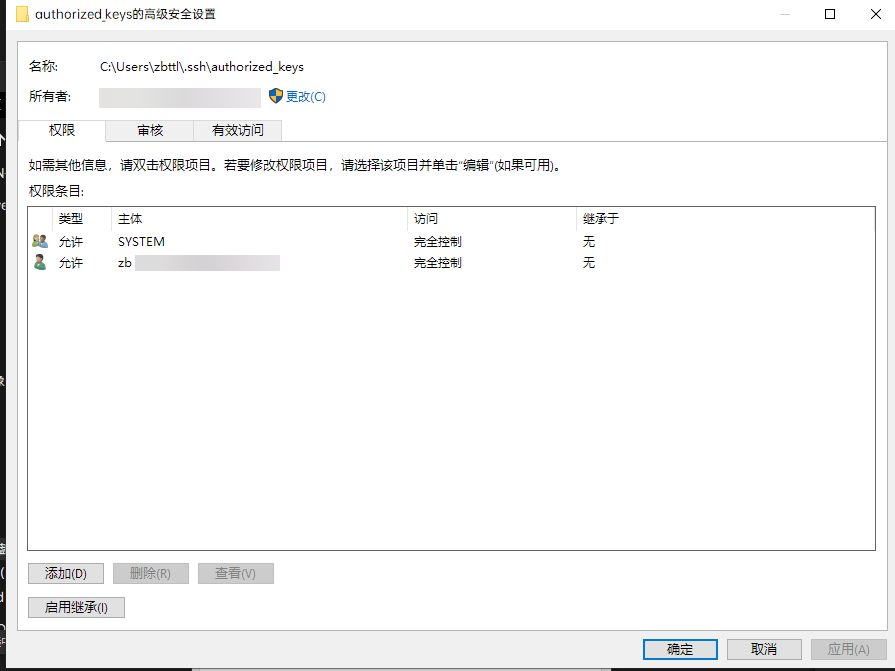 authorized_keys的高级安全设置
名称: C:\Users\zbttl\.ssh\authorized_keys
所有者: 更改(C)
权限 审核 有效访问
如需其他信息，请双击权限项目。若要修改权限项目，请选择该项目并单击“编辑”(如果可用)。
权限条目:
类型 主体 访问 继承于
允许 SYSTEM 完全控制 无
允许 zb 完全控制 无
添加(D) 删除(R) 查看(V)
启用继承(I)
确定 取消 应用(A)